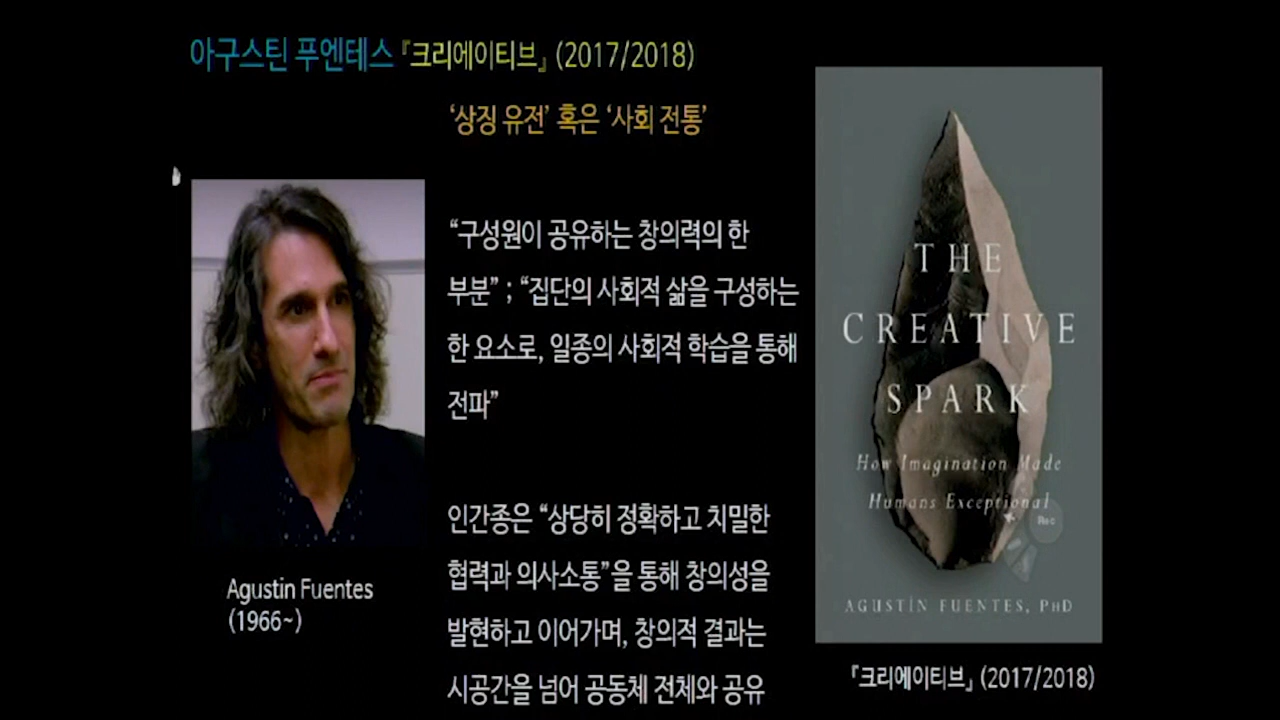 아구스틴 푸엔테스 『크리에이티브』 (2017/2018)
‘상징 유전’ 혹은 ‘사회 전통’
“구성원이 공유하는 창의력의 한
부분” ; “집단의 사회적 삶을 구성하는
한 요소로, 일종의 사회적 학습을 통해
전파”
인간종은 “상당히 정확하고 치밀한
협력과 의사소통”을 통해 창의성을
발현하고 이어가며, 창의적 결과는
시공간을 넘어 공동체 전체와 공유
Agustin Fuentes
(1966~)
THE
CREATIVE
SPARK
How Imagination Made
Humans Exceptional
Rec
AGUSTÍN FUENTES, PHD
『크리에이티브』 (2017/2018)